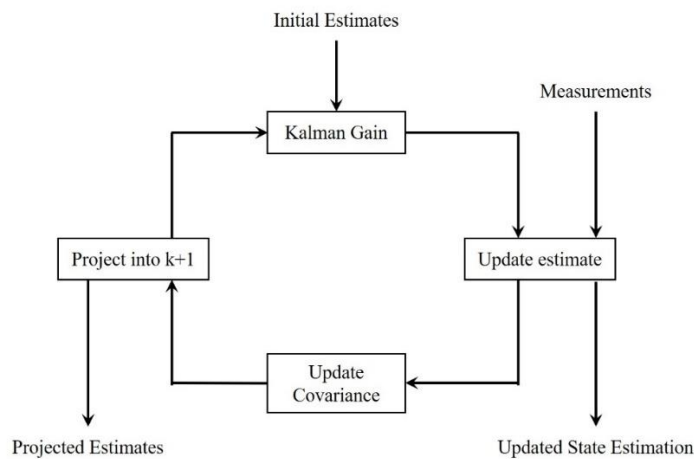 Initial Estimates
Measurements
Kalman Gain
Project into k+1
Update estimate
Update
Covariance
Projected Estimates
Updated State Estimation